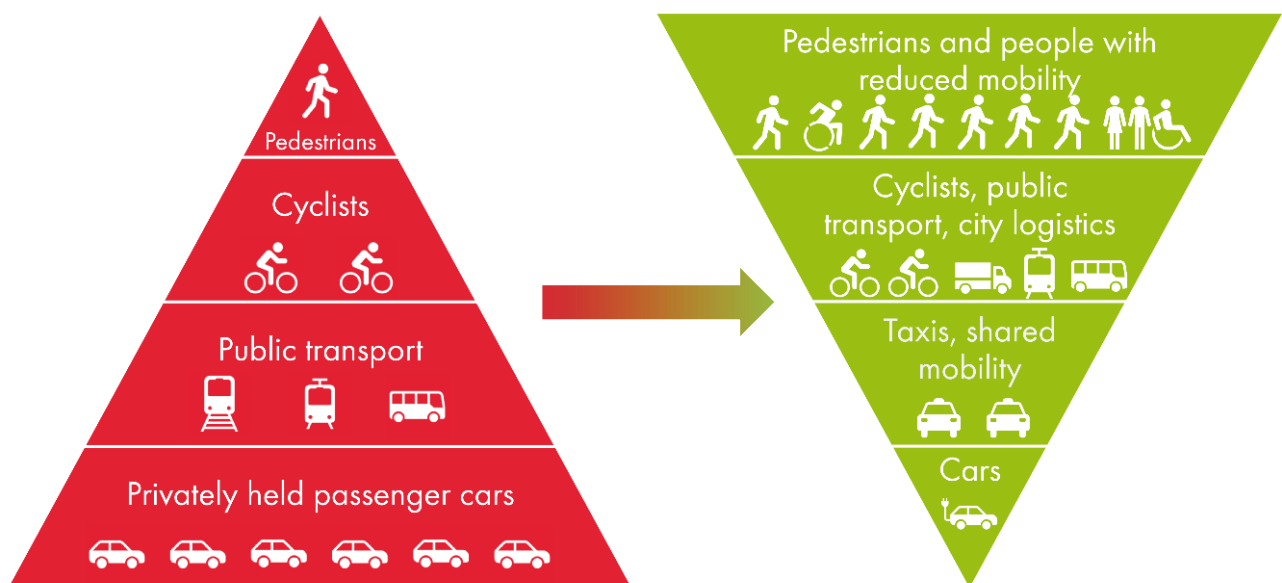 Pedestrians
Cyclists
Public transport
Privately held passenger cars
Pedestrians and people with
reduced mobility
Cyclists, public
transport, city logistics
Taxis, shared
mobility
Cars